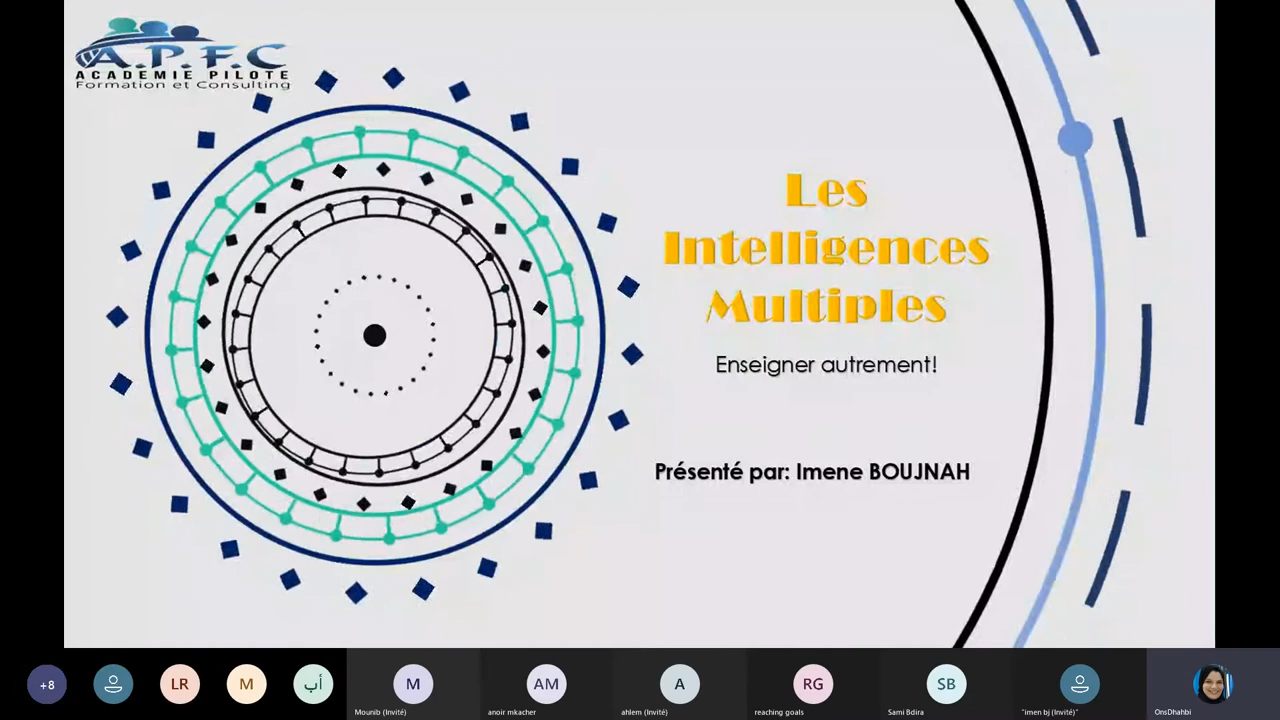 A.P.F.C
ACADEMIE PILOTE
Formation et Consulting
Les
Intelligences
Multiples
Enseigner autrement!
Présenté par: Imene BOUJNAH
+8
LR
M
أب
M
AM
A
RG
SB
Mounib (Invité)
anoir mkacher
ahlem (Invité)
reaching goals
Sami Bdira
"imen bj (Invité)"
OnsDhahbi